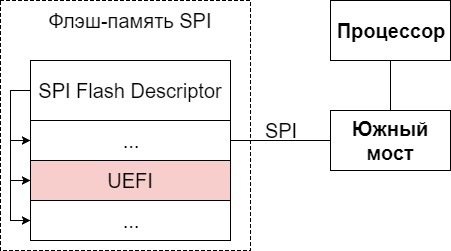 Флэш-память SPI
SPI Flash Descriptor
...
UEFI
...
SPI
Процессор
Южный
мост